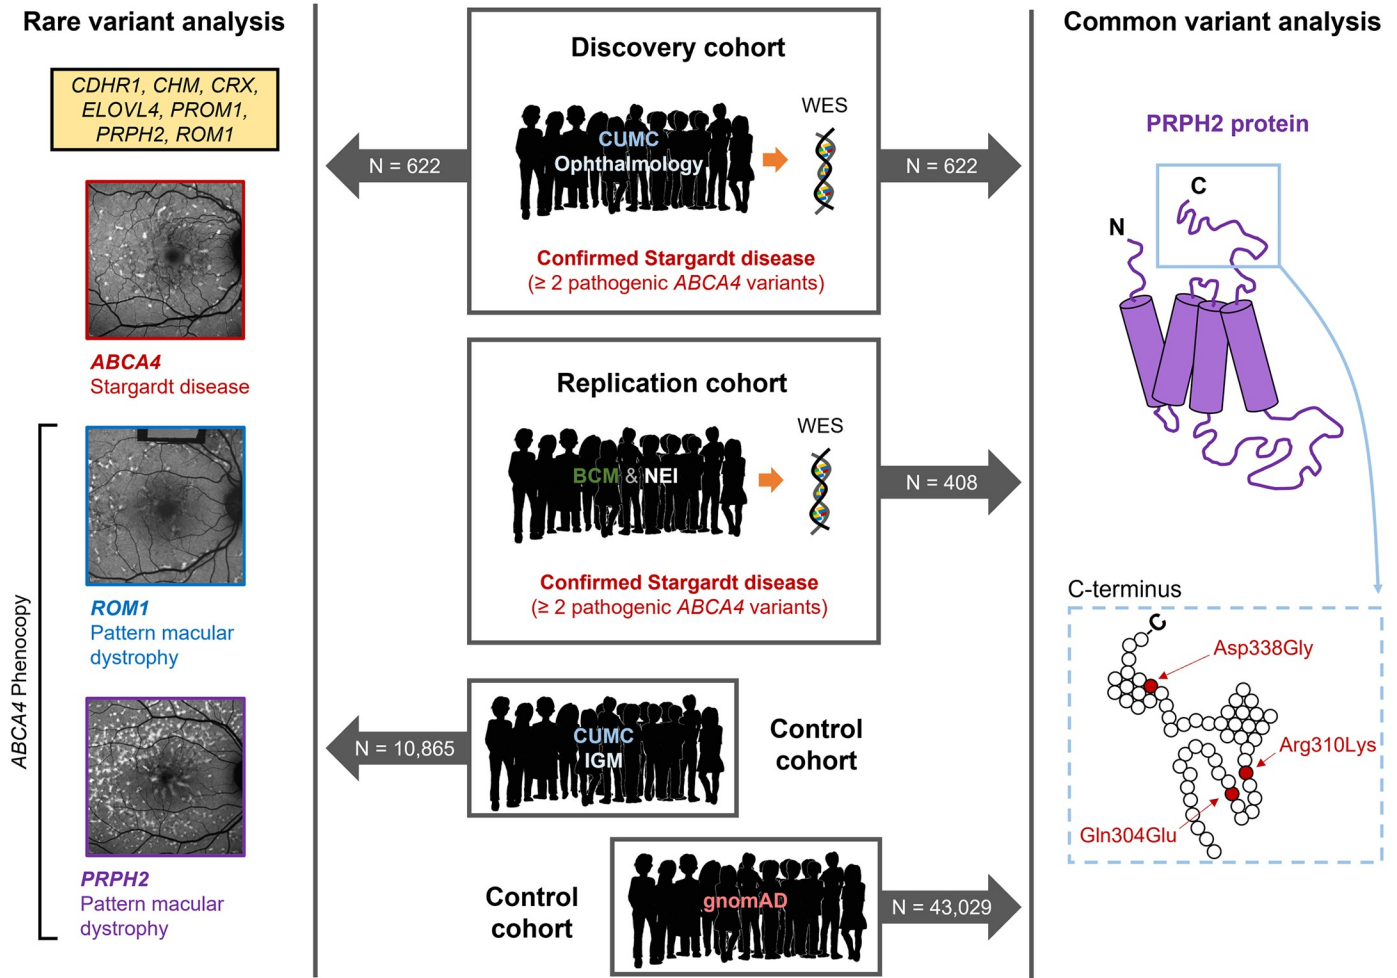 Rare variant analysis
CDHR1, CHM, CRX,
ELOVL4, PROM1,
PRPH2, ROM1
ABCA4
Stargardt disease
ABCA4 Phenocopy
ROM1
Pattern macular
dystrophy
PRPH2
Pattern macular
dystrophy
Discovery cohort
CUMC
Ophthalmology
WES
Confirmed Stargardt disease
(≥ 2 pathogenic ABCA4 variants)
N = 622
N = 622
Replication cohort
BCM & NEI
WES
Confirmed Stargardt disease
(≥ 2 pathogenic ABCA4 variants)
N = 408
N = 10,865
CUMC
IGM
Control
cohort
Control
cohort
gnomAD
N = 43,029
Common variant analysis
PRPH2 protein
C
N
C-terminus
C
Asp338Gly
Arg310Lys
Gln304Glu